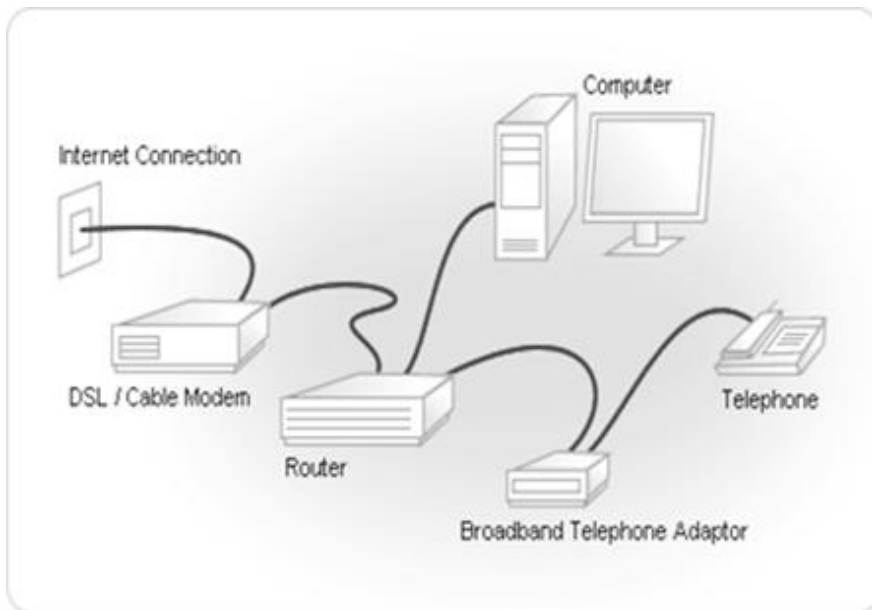 Computer
Internet Connection
DSL / Cable Modem
Telephone
Router
Broadband Telephone Adaptor